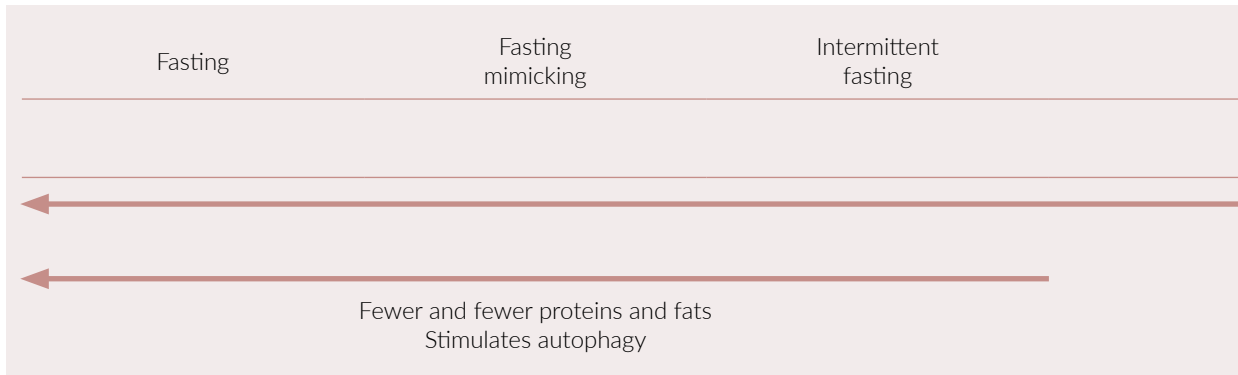 Fasting
Fasting
mimicking
Intermittent
fasting
Fewer and fewer proteins and fats
Stimulates autophagy